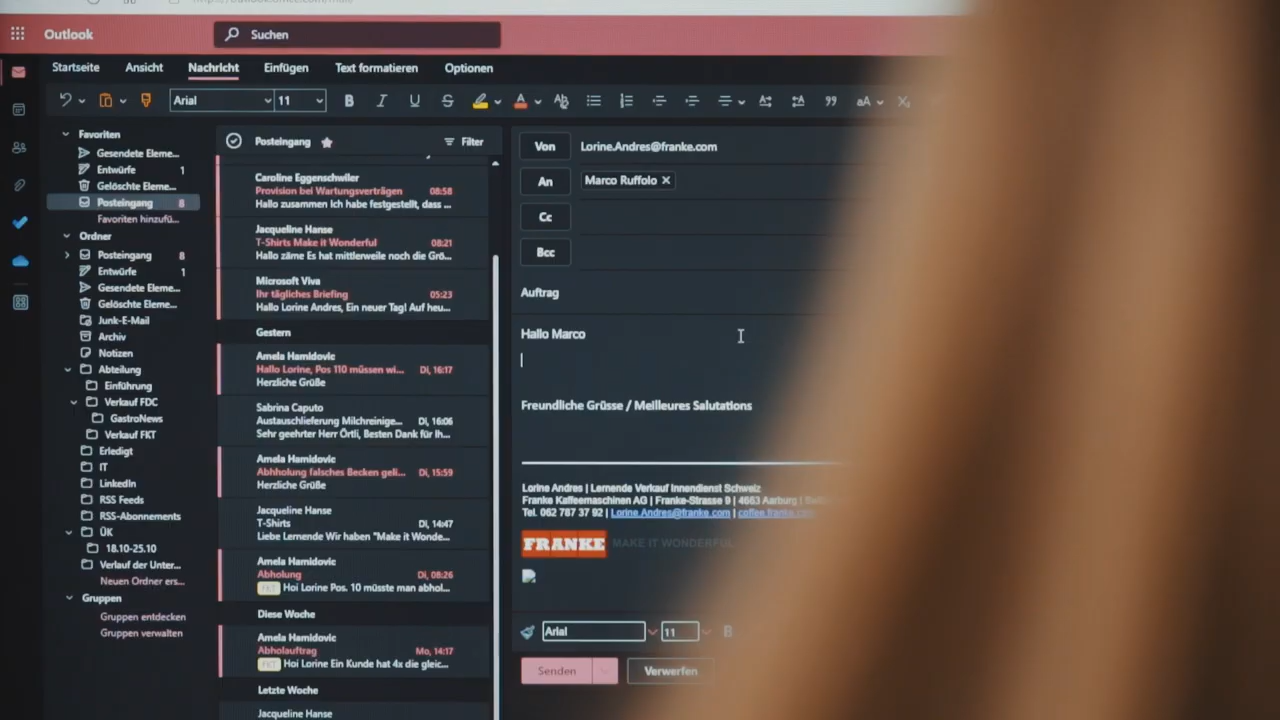 Outlook
Suchen
Startseite Ansicht Nachricht Einfügen Text formatieren Optionen
Arial 11
Favoriten
Gesendete Eleme...
Entwürfe 1
Gelöschte Eleme...
Posteingang 8
Favoriten hinzufü...
Ordner
Posteingang 8
Entwürfe 1
Gesendete Eleme...
Gelöschte Eleme...
Junk-E-Mail
Archiv
Notizen
Abteilung
Einführung
Verkauf FDC
GastroNews
Verkauf FKT
Erledigt
IT
LinkedIn
RSS Feeds
RSS-Abonnements
ÜK
18.10-25.10
Verlauf der Unter...
Neuen Ordner ers...
Gruppen
Gruppen entdecken
Gruppen verwalten
Posteingang Filter
Caroline Eggenschwiler
Provision bei Wartungsverträgen 08:58
Hallo zusammen Ich habe festgestellt, dass ...
Jacqueline Hanse
T-Shirts Make it Wonderful 08:21
Hallo zäme Es hat mittlerweile noch die Grö...
Microsoft Viva
Ihr tägliches Briefing 05:23
Hallo Lorine Andres, Ein neuer Tag! Auf heu...
Gestern
Amela Hamidovic
Hallo Lorine, Pos 110 müssen wi... Di, 16:17
Herzliche Grüße
Sabrina Caputo
Austauschlieferung Milchreinige... Di, 16:06
Sehr geehrter Herr Örtli, Besten Dank für Ih...
Amela Hamidovic
Abhholung falsches Becken geli... Di, 15:59
Herzliche Grüße
Jacqueline Hanse
T-Shirts Di, 14:47
Liebe Lernende Wir haben "Make it Wonde...
Amela Hamidovic
Abholung Di, 08:26
FKT Hoi Lorine Pos. 10 müsste man abhol...
Diese Woche
Amela Hamidovic
Abholauftrag Mo, 14:17
FKT Hoi Lorine Ein Kunde hat 4x die gleic...
Letzte Woche
Jacqueline Hanse
Von Lorine.Andres@franke.com
An Marco Ruffolo
Cc
Bcc
Auftrag
Hallo Marco
Freundliche Grüsse / Meilleures Salutations
Lorine Andres | Lernende Verkauf Innendienst Schweiz
Franke Kaffeemaschinen AG | Franke-Strasse 9 | 4663 Aarburg |
Tel. 062 787 37 92 | Lorine.Andres@franke.com | coffee.franke.com
FRANKE MAKE IT WONDERFUL
Arial 11 B
Senden Verwerfen